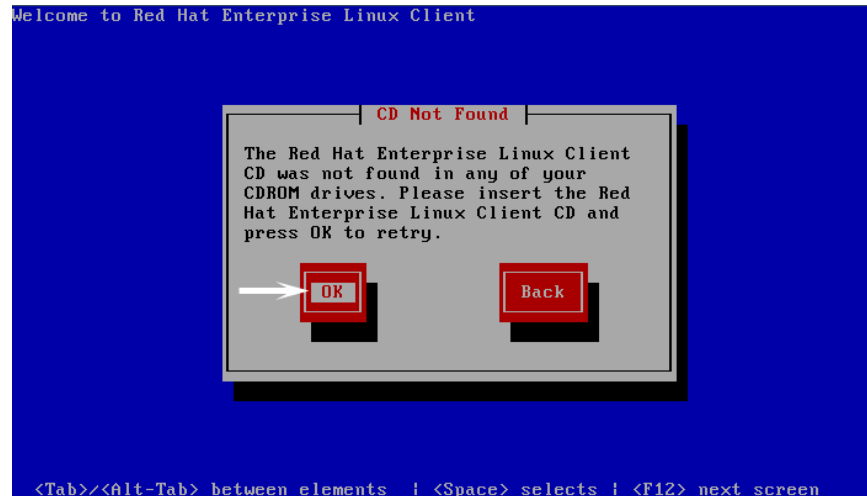 Welcome to Red Hat Enterprise Linux Client
CD Not Found
The Red Hat Enterprise Linux Client
CD was not found in any of your
CDROM drives. Please insert the Red
Hat Enterprise Linux Client CD and
press OK to retry.
OK
Back
<Tab>/<Alt-Tab> between elements | <Space> selects | <F12> next screen